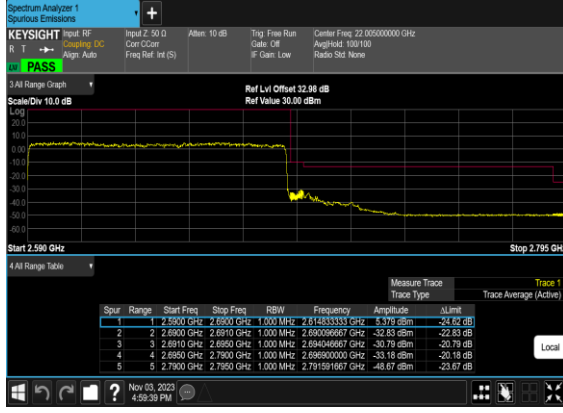 Spectrum Analyzer 1
Spurious Emissions
KEYSIGHT Input: RF Input Z: 50 Ω Atten: 10 dB Trig: Free Run Center Freq: 22.005000000 GHz
R T Coupling: DC Corr CCorr Gate: Off Avg|Hold: 100/100
Align: Auto Freq Ref: Int (S) IF Gain: Low Radio Std: None
PASS
3 All Range Graph
Ref Lvl Offset 32.98 dB
Scale/Div 10.0 dB Ref Value 30.00 dBm
Log
20.0
10.0
0.00
-10.0
-20.0
-30.0
-40.0
-50.0
-60.0
Start 2.590 GHz Stop 2.795 GHz
4 All Range Table
Measure Trace Trace 1
Trace Type Trace Average (Active)
Spur Range Start Freq Stop Freq RBW Frequency Amplitude ΔLimit
1 1 2.5900 GHz 2.6900 GHz 1.000 MHz 2.614833333 GHz 5.379 dBm -24.62 dB
2 2 2.6900 GHz 2.6910 GHz 1.000 MHz 2.690096667 GHz -32.83 dBm -22.83 dB
3 3 2.6910 GHz 2.6950 GHz 1.000 MHz 2.694046667 GHz -30.79 dBm -20.79 dB
4 4 2.6950 GHz 2.7900 GHz 1.000 MHz 2.696900000 GHz -33.18 dBm -20.18 dB
5 5 2.7900 GHz 2.7950 GHz 1.000 MHz 2.791591667 GHz -48.67 dBm -23.67 dB
Local
Nov 03, 2023
4:59:39 PM